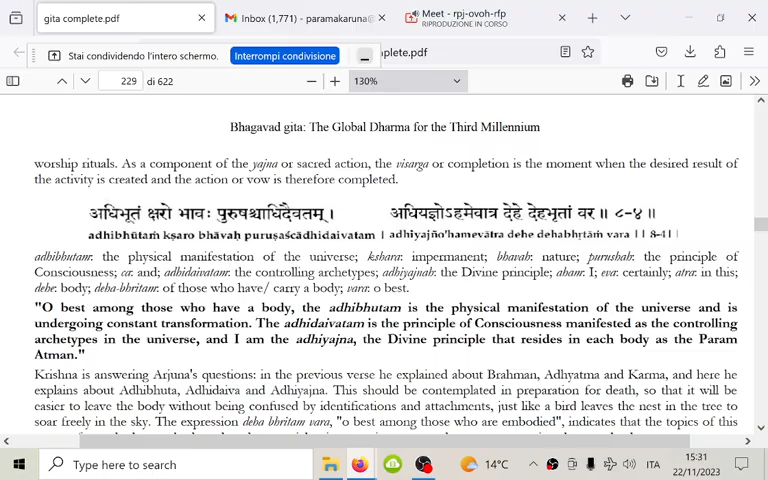 gita complete.pdf
Inbox (1,771) - paramakaruna@
Meet - rpj-ovoh-rfp
RIPRODUZIONE IN CORSO
Stai condividendo l'intero schermo.
Interrompi condivisione
plete.pdf
229 di 622
130%
Bhagavad gita: The Global Dharma for the Third Millennium
worship rituals. As a component of the yajna or sacred action, the visarga or completion is the moment when the desired result of
the activity is created and the action or vow is therefore completed.
अधिभूतं क्षरो भावः पुरुषश्चाधिदैवतम् । अधियज्ञोऽहमेवात्र देहे देहभृतां वर ॥ ८-४॥
adhibhūtaṁ kṣaro bhāvaḥ puruṣaścādhidaivatam | adhiyajño'hamevātra dehe dehabhṛtāṁ vara || 8-4||
adhibhutam: the physical manifestation of the universe; kshara: impermanent; bhavah: nature; purushah: the principle of
Consciousness; ca: and; adhidaivatam: the controlling archetypes; adhiyajnah: the Divine principle; aham: I; eva: certainly; atra: in this;
dehe: body; deha-bhritam: of those who have/ carry a body; vara: o best.
"O best among those who have a body, the adhibhutam is the physical manifestation of the universe and is
undergoing constant transformation. The adhidaivatam is the principle of Consciousness manifested as the controlling
archetypes in the universe, and I am the adhiyajna, the Divine principle that resides in each body as the Param
Atman."
Krishna is answering Arjuna's questions: in the previous verse he explained about Brahman, Adhyatma and Karma, and here he
explains about Adhibhuta, Adhidaiva and Adhiyajna. This should be contemplated in preparation for death, so that it will be
easier to leave the body without being confused by identifications and attachments, just like a bird leaves the nest in the tree to
soar freely in the sky. The expression deha bhritam vara, "o best among those who are embodied", indicates that the topics of this
Type here to search
14°C
ITA
15:31
22/11/2023